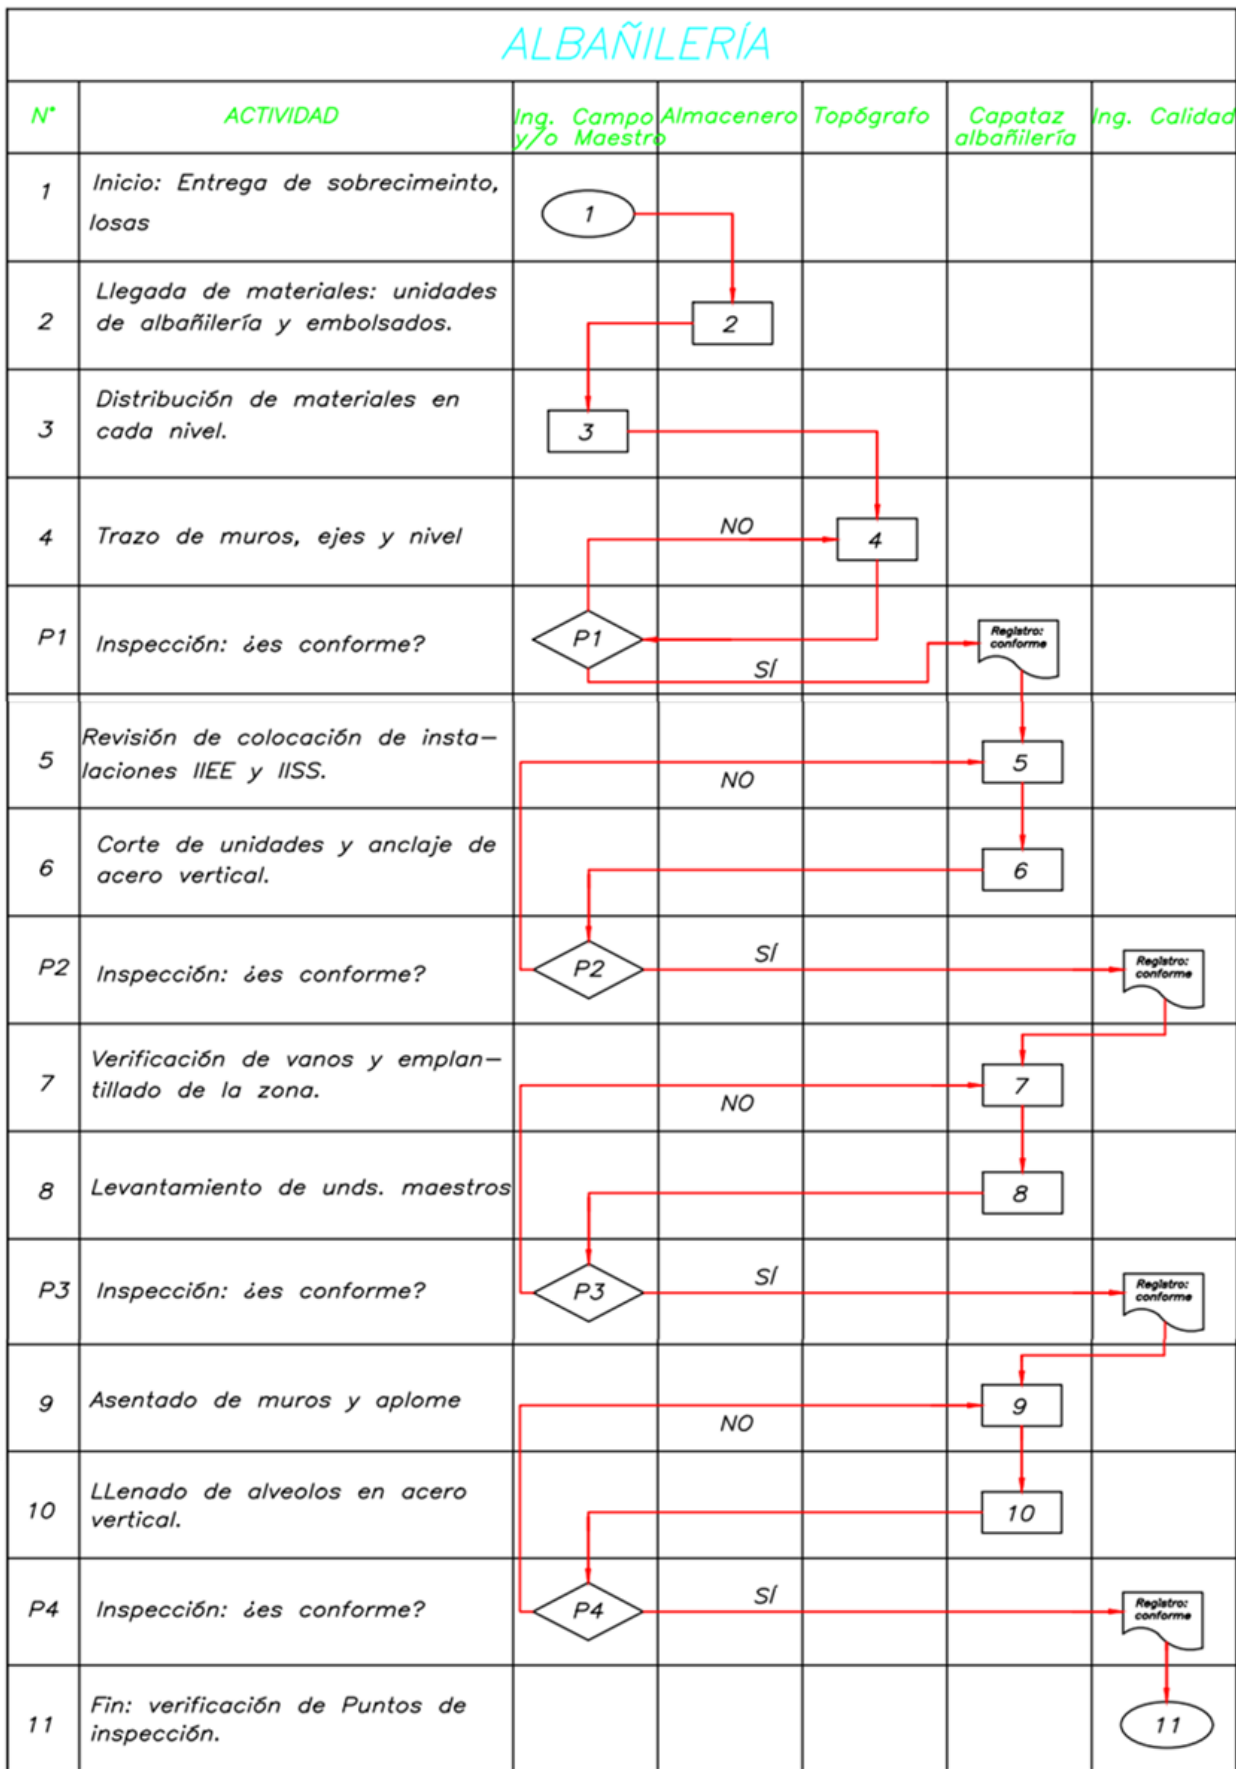 ALBAÑILERÍA
N°
ACTIVIDAD
Ing. Campo
y/o Maestro
Almacenero
Topógrafo
Capataz
albañilería
Ing. Calidad
1
Inicio: Entrega de sobrecimeinto,
losas
1
2
Llegada de materiales: unidades
de albañilería y embolsados.
2
3
Distribución de materiales en
cada nivel.
3
4
Trazo de muros, ejes y nivel
NO
4
P1
Inspección: ¿es conforme?
P1
SÍ
Registro:
conforme
5
Revisión de colocación de insta-
laciones IIEE y IISS.
NO
5
6
Corte de unidades y anclaje de
acero vertical.
6
P2
Inspección: ¿es conforme?
P2
SÍ
Registro:
conforme
7
Verificación de vanos y emplan-
tillado de la zona.
NO
7
8
Levantamiento de unds. maestros
8
P3
Inspección: ¿es conforme?
P3
SÍ
Registro:
conforme
9
Asentado de muros y aplome
NO
9
10
LLenado de alveolos en acero
vertical.
10
P4
Inspección: ¿es conforme?
P4
SÍ
Registro:
conforme
11
Fin: verificación de Puntos de
inspección.
11